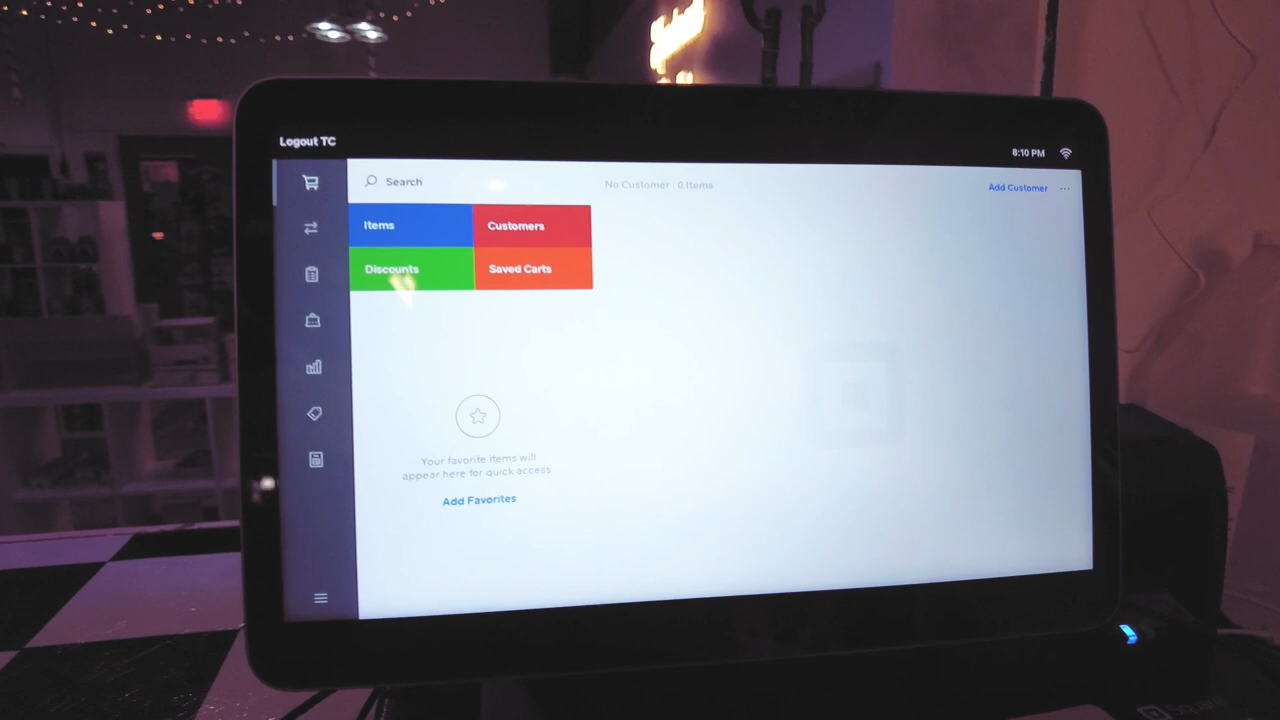 Logout TC
8:10 PM
Search
No Customer · 0 Items
Add Customer
Items
Customers
Discounts
Saved Carts
Your favorite items will
appear here for quick access
Add Favorites
Square